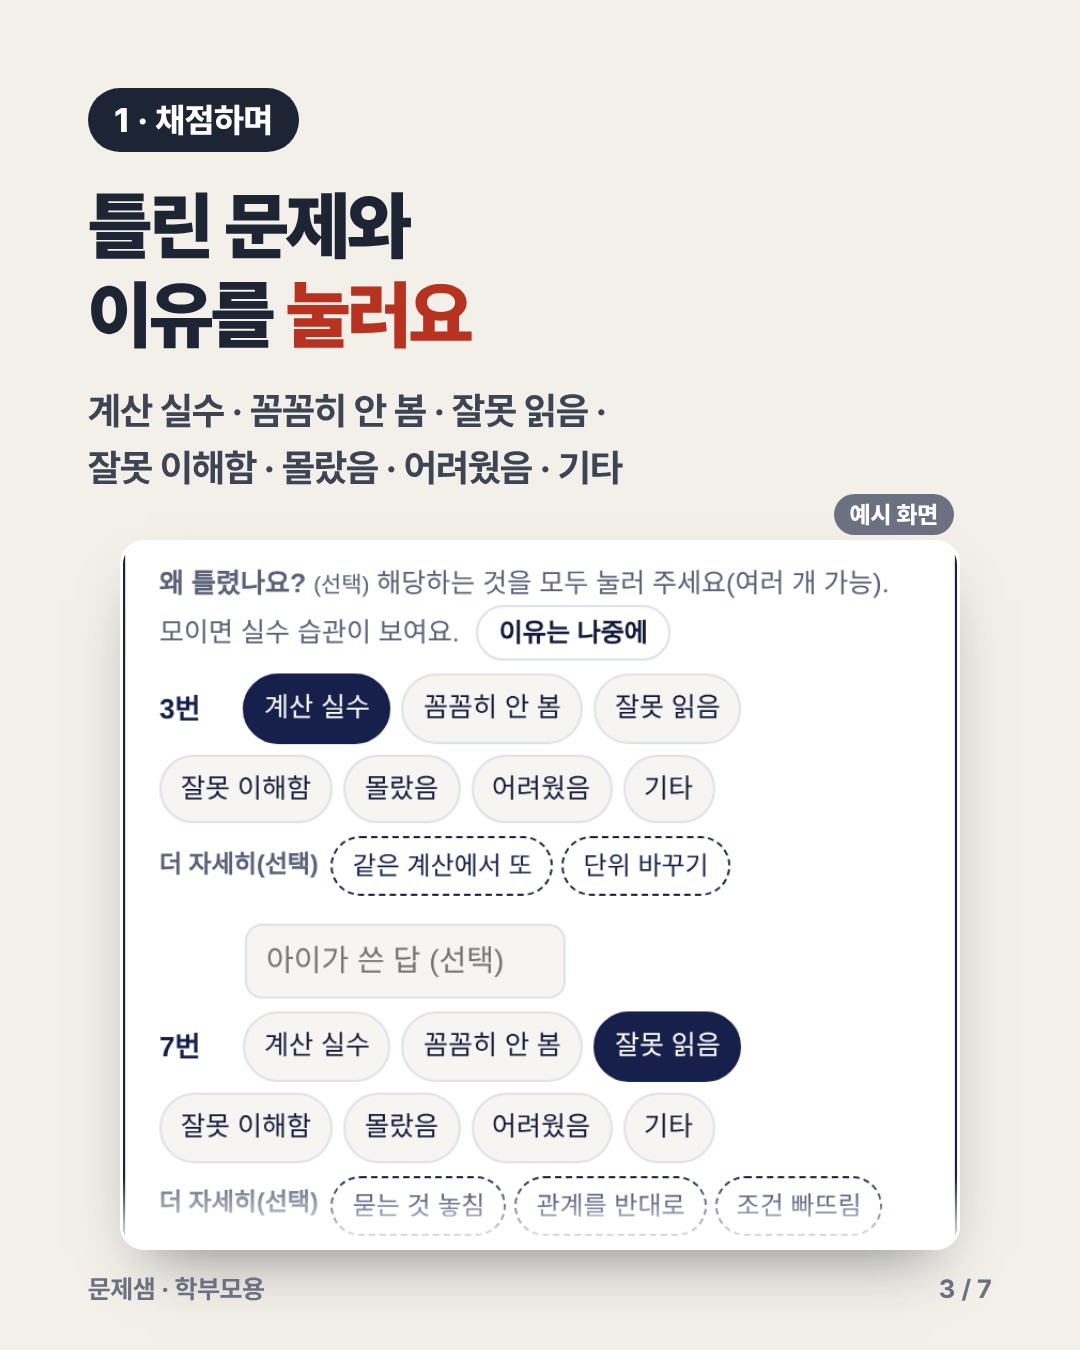 1 · 채점하며
틀린 문제와
이유를 눌러요
계산 실수 · 꼼꼼히 안 봄 · 잘못 읽음 ·
잘못 이해함 · 몰랐음 · 어려웠음 · 기타
예시 화면
왜 틀렸나요? (선택) 해당하는 것을 모두 눌러 주세요(여러 개 가능).
모이면 실수 습관이 보여요. 이유는 나중에
3번 계산 실수 꼼꼼히 안 봄 잘못 읽음
잘못 이해함 몰랐음 어려웠음 기타
더 자세히(선택) 같은 계산에서 또 단위 바꾸기
아이가 쓴 답 (선택)
7번 계산 실수 꼼꼼히 안 봄 잘못 읽음
잘못 이해함 몰랐음 어려웠음 기타
더 자세히(선택) 묻는 것 놓침 관계를 반대로 조건 빠뜨림
문제샘 · 학부모용
3 / 7